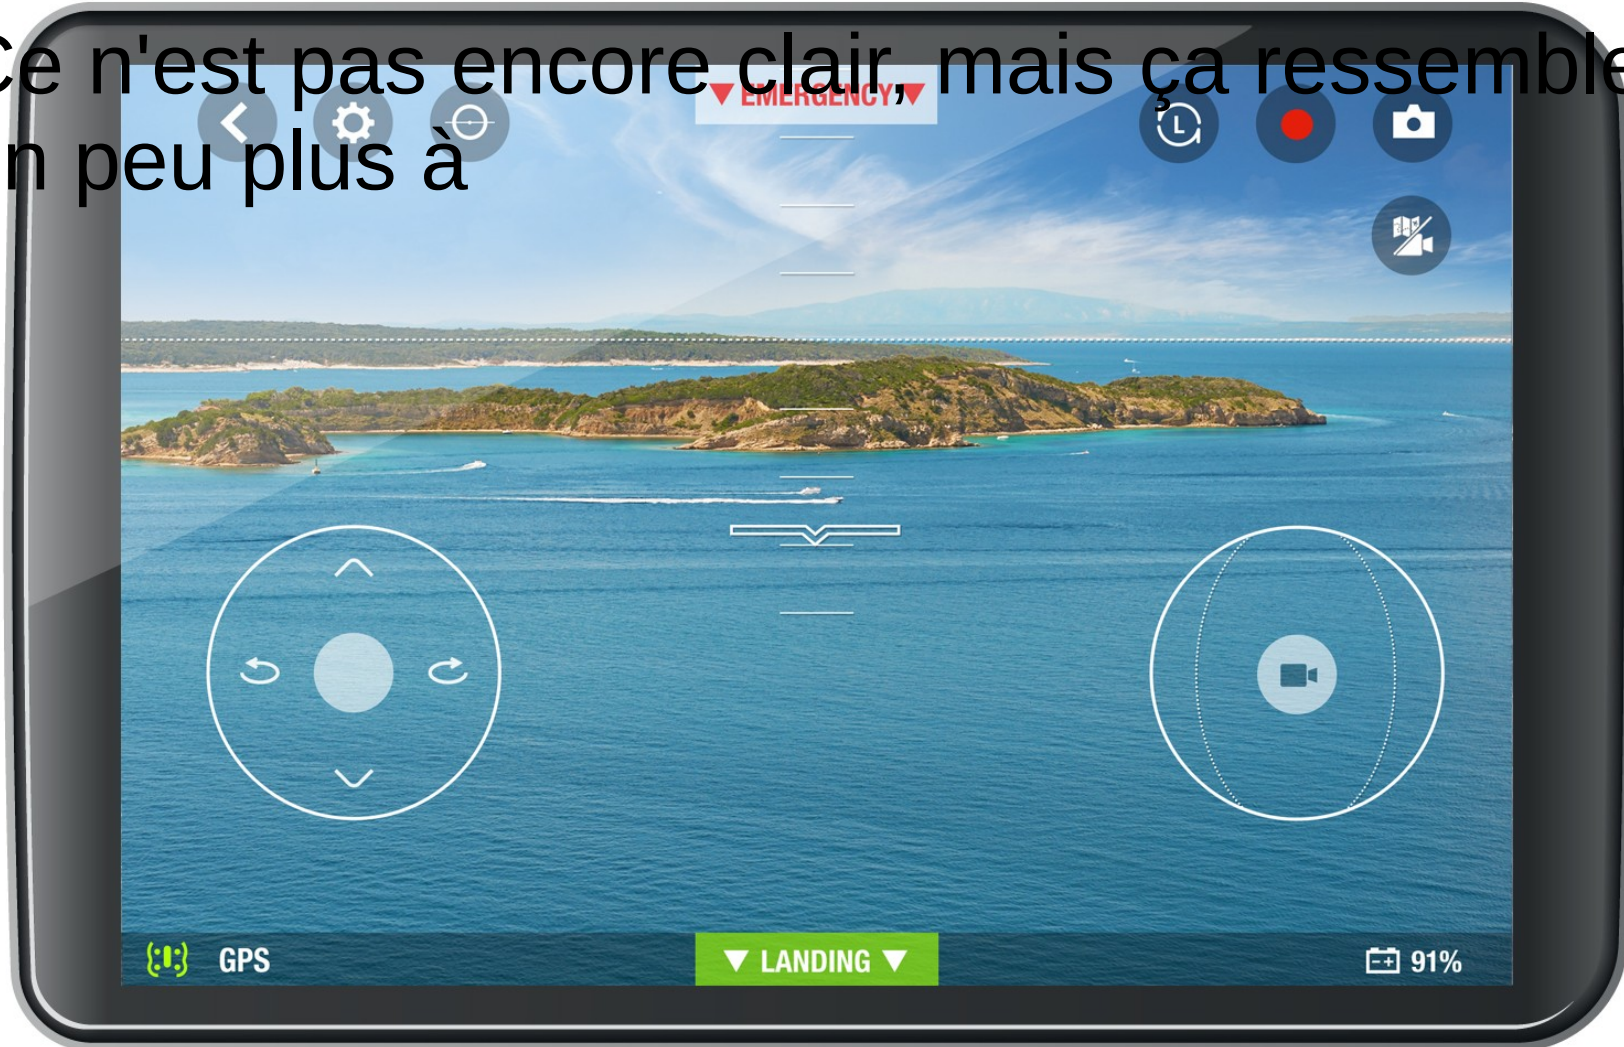 Ce n'est pas encore clair, mais ça ressemble
n peu plus à
▼ EMERGENCY ▼
L
GPS
▼ LANDING ▼
91%